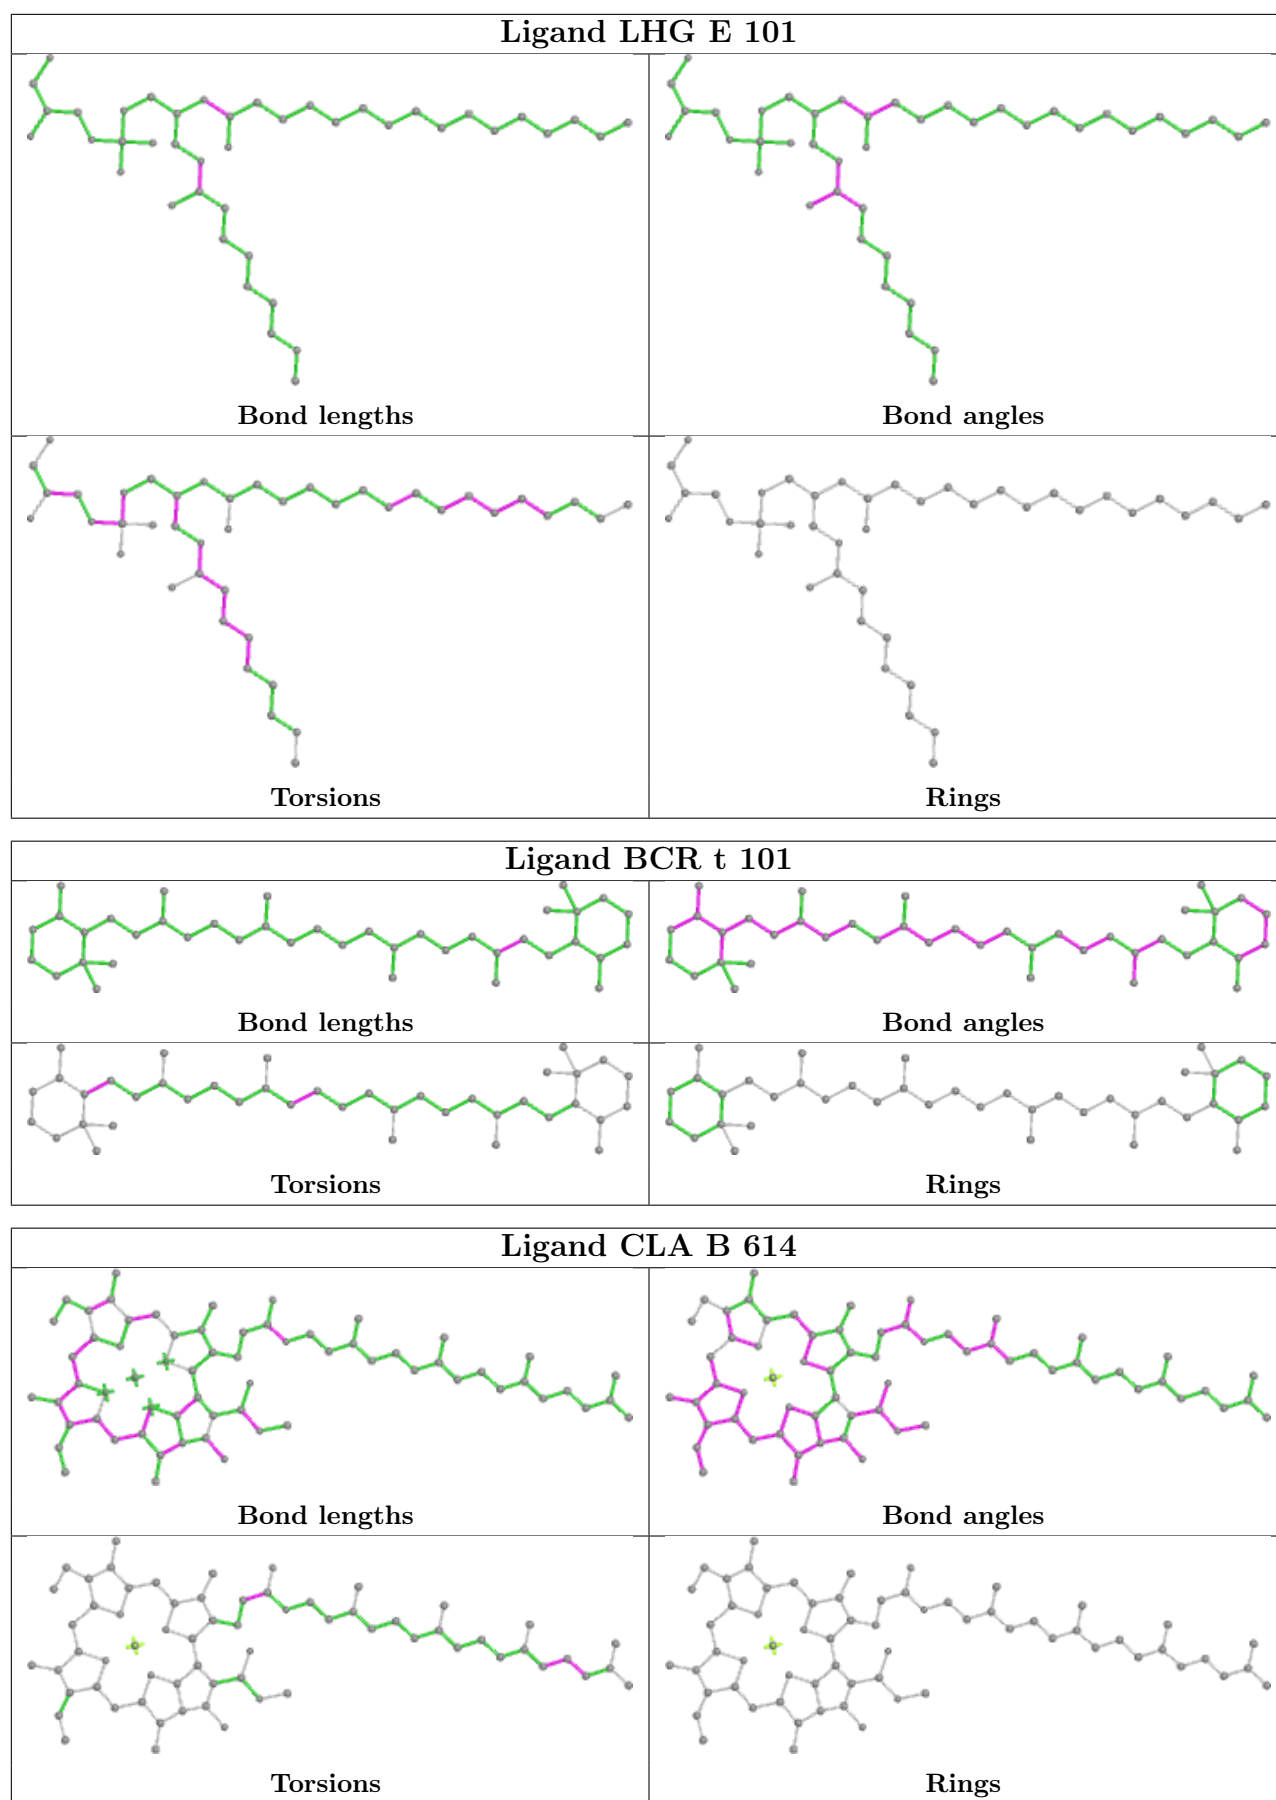 Ligand LHG E 101
Bond lengths
Bond angles
Torsions
Rings
Ligand BCR t 101
Bond lengths
Bond angles
Torsions
Rings
Ligand CLA B 614
Bond lengths
Bond angles
Torsions
Rings